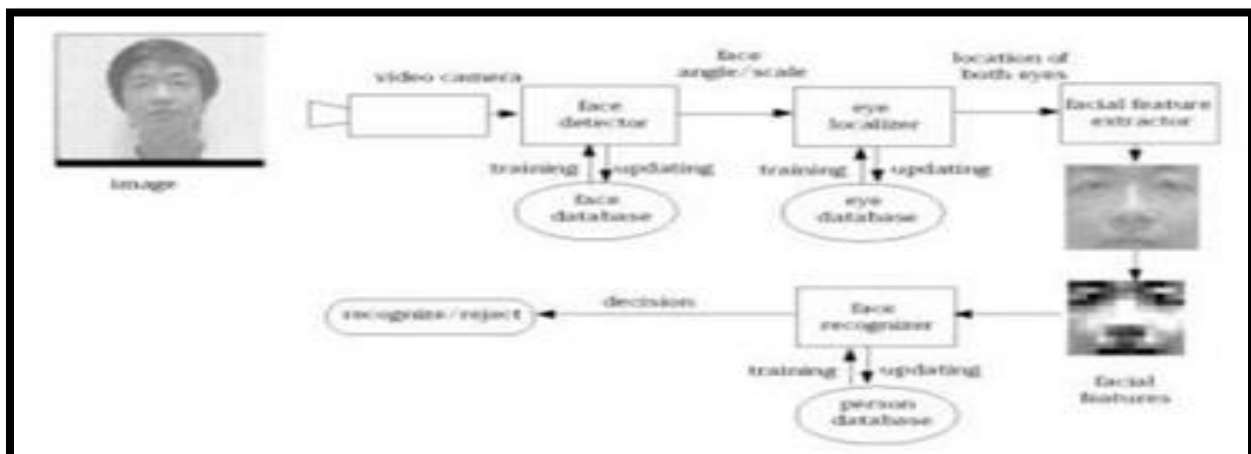 image
video camera
face
detector
face
angle/scale
eye
localizer
location of
both eyes
facial feature
extractor
training
updating
face
database
training
updating
eye
database
facial
features
face
recognizer
decision
recognize/reject
training
updating
person
database